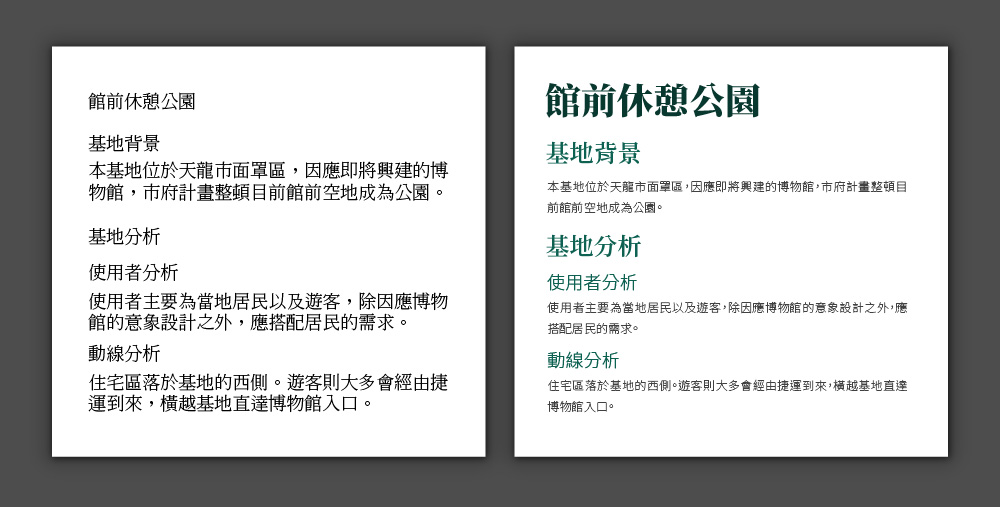 館前休憩公園
基地背景
本基地位於天龍市面罩區，因應即將興建的博
物館，市府計畫整頓目前館前空地成為公園。
基地分析
使用者分析
使用者主要為當地居民以及遊客，除因應博物
館的意象設計之外，應搭配居民的需求。
動線分析
住宅區落於基地的西側。遊客則大多會經由捷
運到來，橫越基地直達博物館入口。
館前休憩公園
基地背景
本基地位於天龍市面罩區，因應即將興建的博物館，市府計畫整頓目
前館前空地成為公園。
基地分析
使用者分析
使用者主要為當地居民以及遊客，除因應博物館的意象設計之外，應
搭配居民的需求。
動線分析
住宅區落於基地的西側。遊客則大多會經由捷運到來，橫越基地直達
博物館入口。